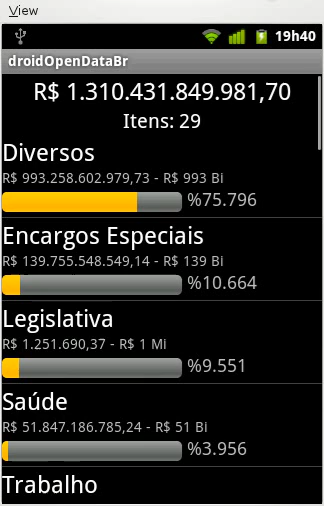 View
19h40
droidOpenDataBr
R$ 1.310.431.849.981,70
Itens: 29
Diversos
R$ 993.258.602.979,73 - R$ 993 Bi
%75.796
Encargos Especiais
R$ 139.755.548.549,14 - R$ 139 Bi
%10.664
Legislativa
R$ 1.251.690,37 - R$ 1 Mi
%9.551
Saúde
R$ 51.847.186.785,24 - R$ 51 Bi
%3.956
Trabalho